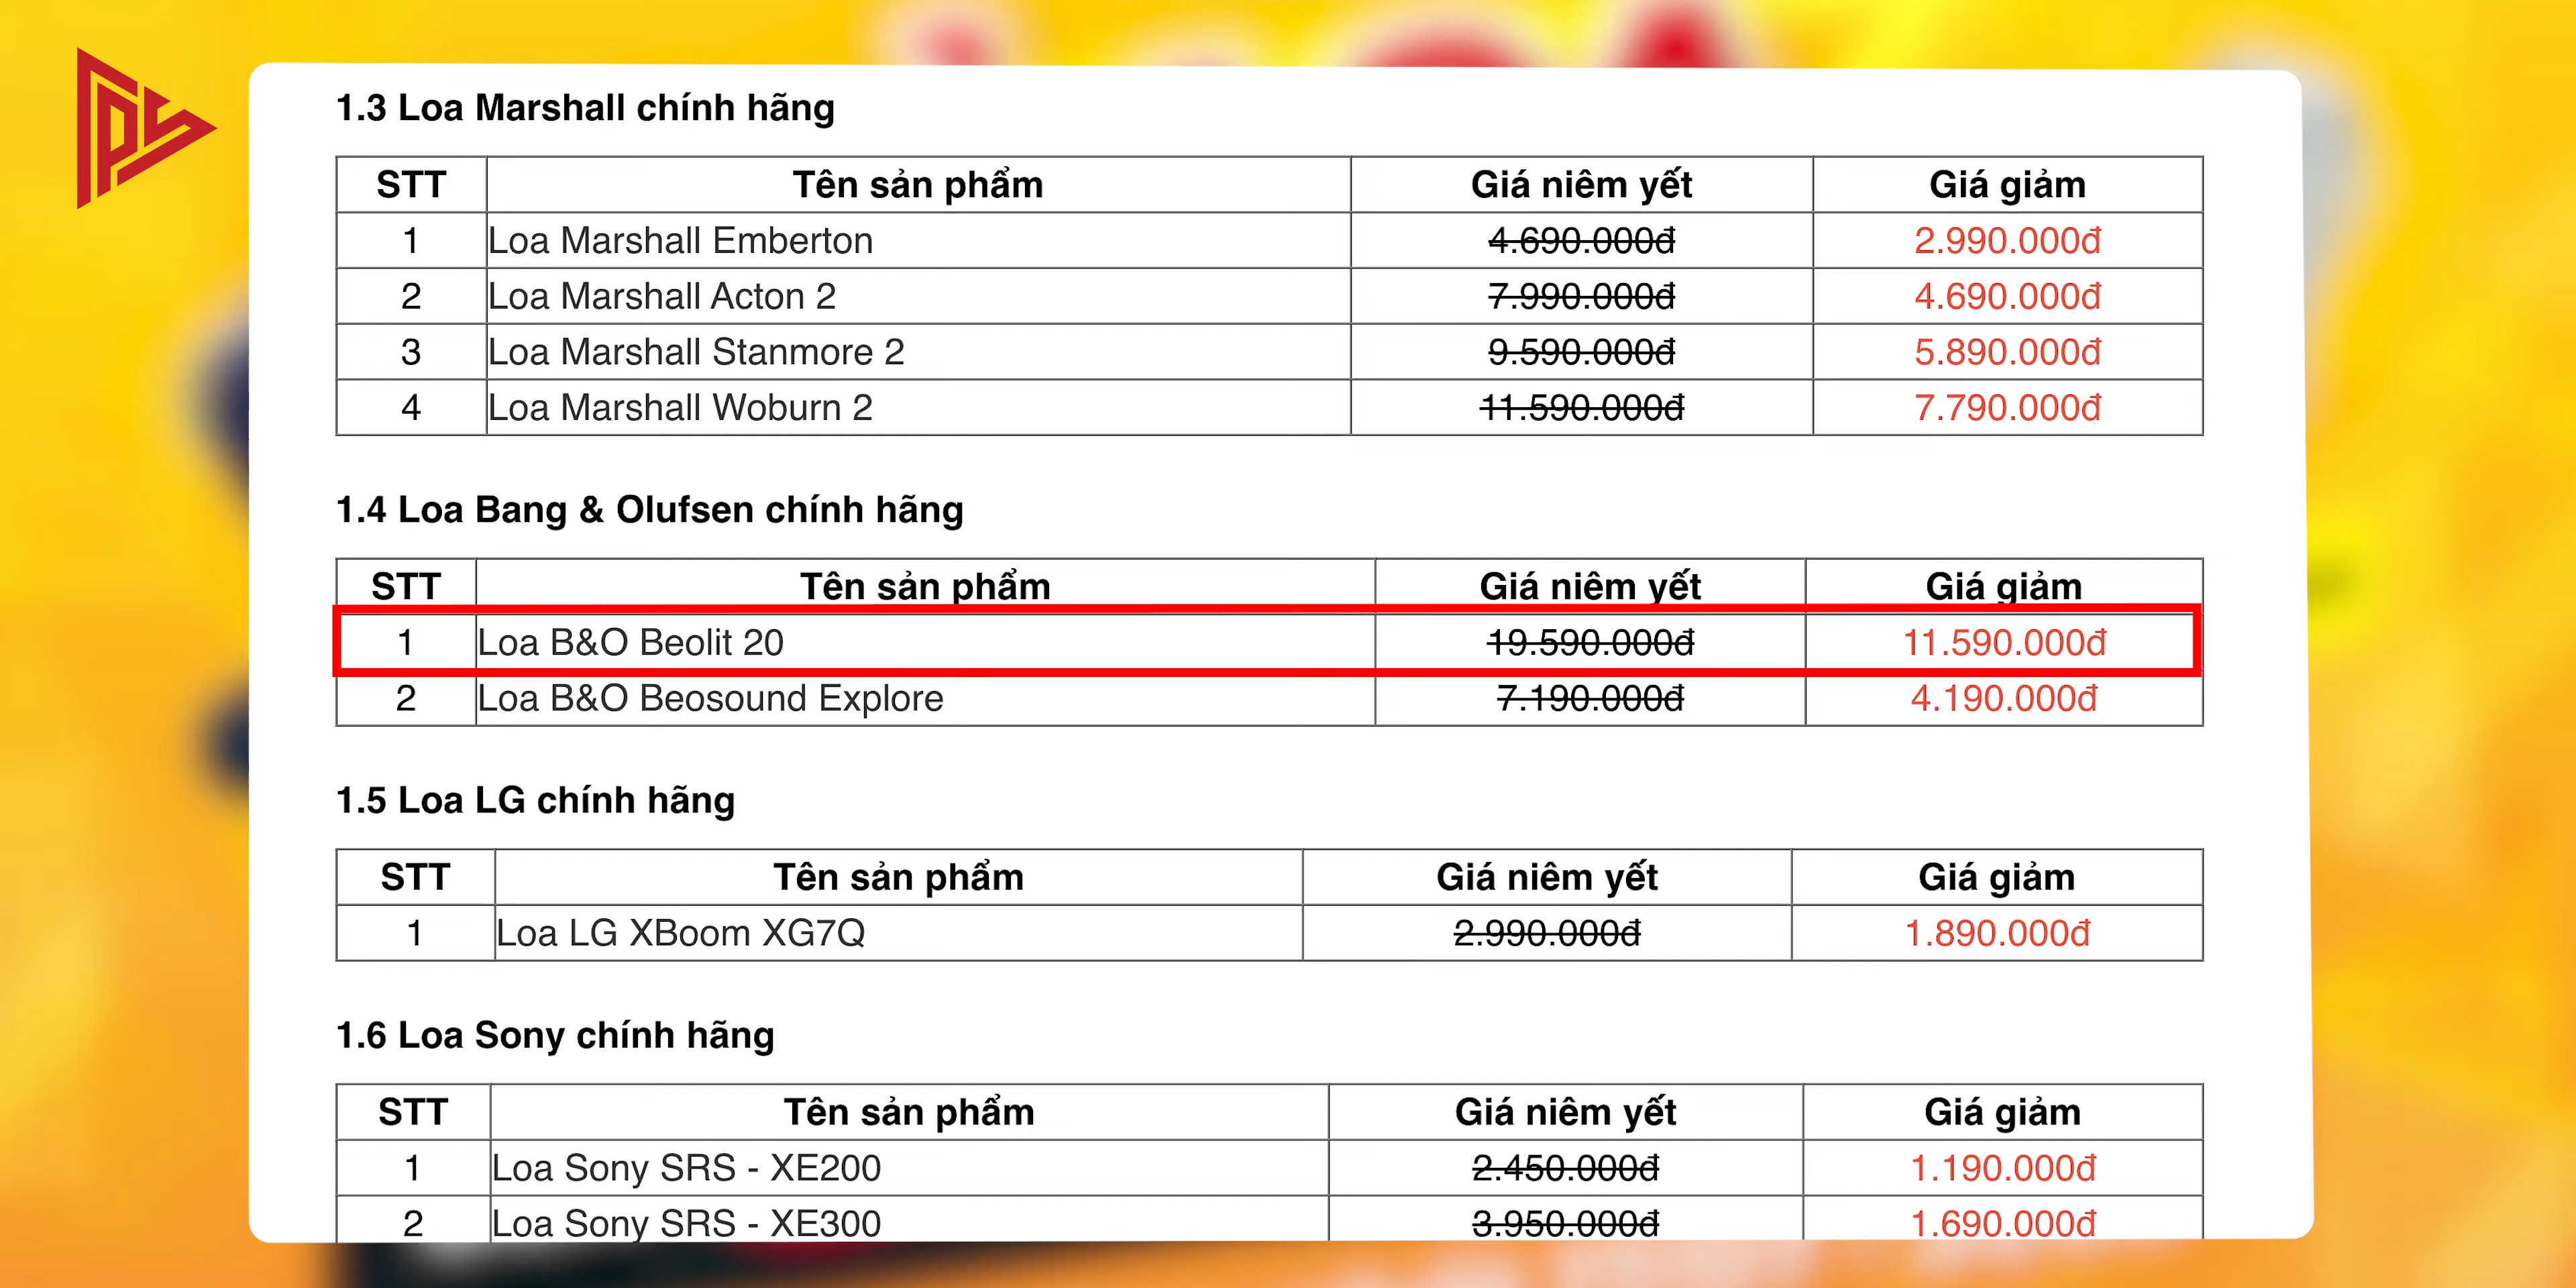 1.3 Loa Marshall chính hãng
STT Tên sản phẩm Giá niêm yết Giá giảm
1 Loa Marshall Emberton 4.690.000đ 2.990.000đ
2 Loa Marshall Acton 2 7.990.000đ 4.690.000đ
3 Loa Marshall Stanmore 2 9.590.000đ 5.890.000đ
4 Loa Marshall Woburn 2 11.590.000đ 7.790.000đ
1.4 Loa Bang & Olufsen chính hãng
STT Tên sản phẩm Giá niêm yết Giá giảm
1 Loa B&O Beolit 20 19.590.000đ 11.590.000đ
2 Loa B&O Beosound Explore 7.190.000đ 4.190.000đ
1.5 Loa LG chính hãng
STT Tên sản phẩm Giá niêm yết Giá giảm
1 Loa LG XBoom XG7Q 2.990.000đ 1.890.000đ
1.6 Loa Sony chính hãng
STT Tên sản phẩm Giá niêm yết Giá giảm
1 Loa Sony SRS - XE200 2.450.000đ 1.190.000đ
2 Loa Sony SRS - XE300 3.950.000đ 1.690.000đ